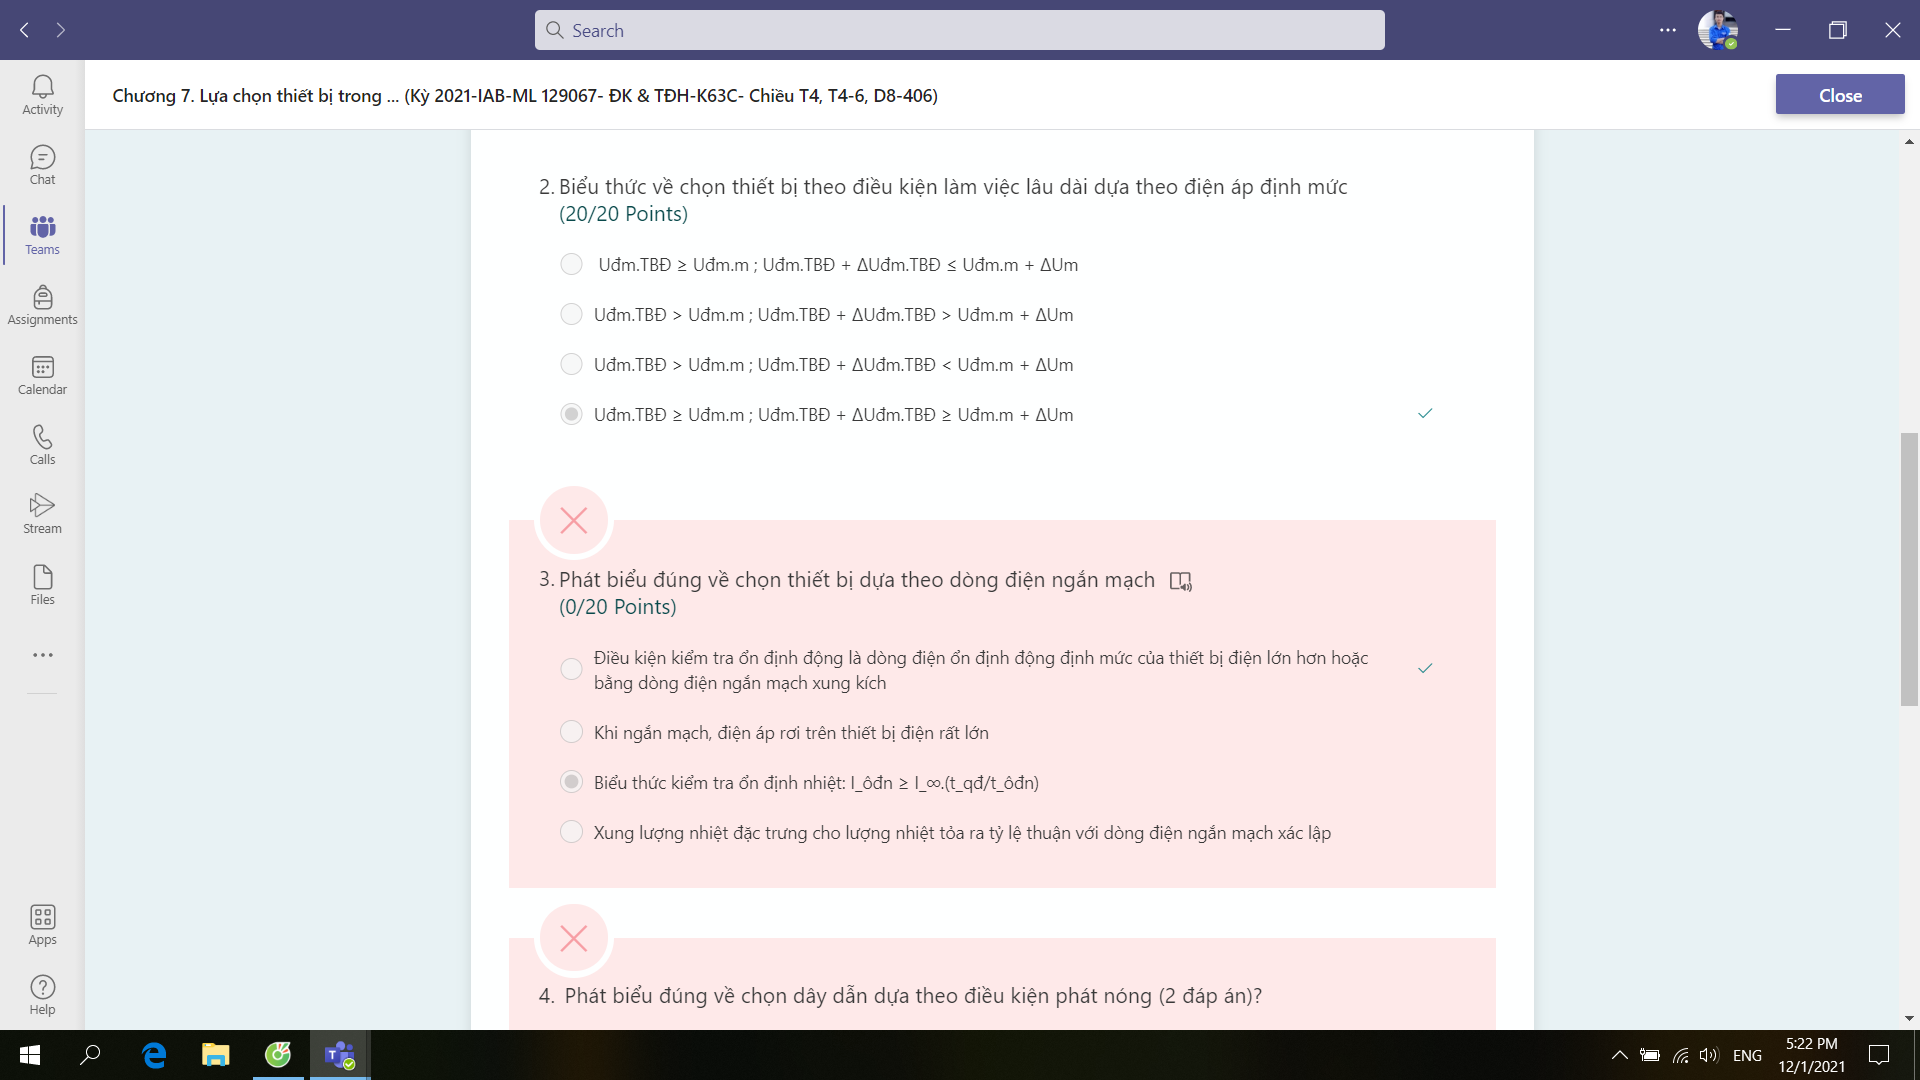 Search
Activity
Chat
Teams
Assignments
Calendar
Calls
Stream
Files
Apps
Help
Chương 7. Lựa chọn thiết bị trong ... (Kỳ 2021-IAB-ML 129067- ĐK & TĐH-K63C- Chiều T4, T4-6, D8-406)
Close
2. Biểu thức về chọn thiết bị theo điều kiện làm việc lâu dài dựa theo điện áp định mức
(20/20 Points)
Uđm.TBĐ ≥ Uđm.m ; Uđm.TBĐ + ΔUđm.TBĐ ≤ Uđm.m + ΔUm
Uđm.TBĐ > Uđm.m ; Uđm.TBĐ + ΔUđm.TBĐ > Uđm.m + ΔUm
Uđm.TBĐ > Uđm.m ; Uđm.TBĐ + ΔUđm.TBĐ < Uđm.m + ΔUm
Uđm.TBĐ ≥ Uđm.m ; Uđm.TBĐ + ΔUđm.TBĐ ≥ Uđm.m + ΔUm
3. Phát biểu đúng về chọn thiết bị dựa theo dòng điện ngắn mạch
(0/20 Points)
Điều kiện kiểm tra ổn định động là dòng điện ổn định động định mức của thiết bị điện lớn hơn hoặc
bằng dòng điện ngắn mạch xung kích
Khi ngắn mạch, điện áp rơi trên thiết bị điện rất lớn
Biểu thức kiểm tra ổn định nhiệt: I_ôđn ≥ I_∞.(t_qđ/t_ôđn)
Xung lượng nhiệt đặc trưng cho lượng nhiệt tỏa ra tỷ lệ thuận với dòng điện ngắn mạch xác lập
4. Phát biểu đúng về chọn dây dẫn dựa theo điều kiện phát nóng (2 đáp án)?
ENG
5:22 PM
12/1/2021